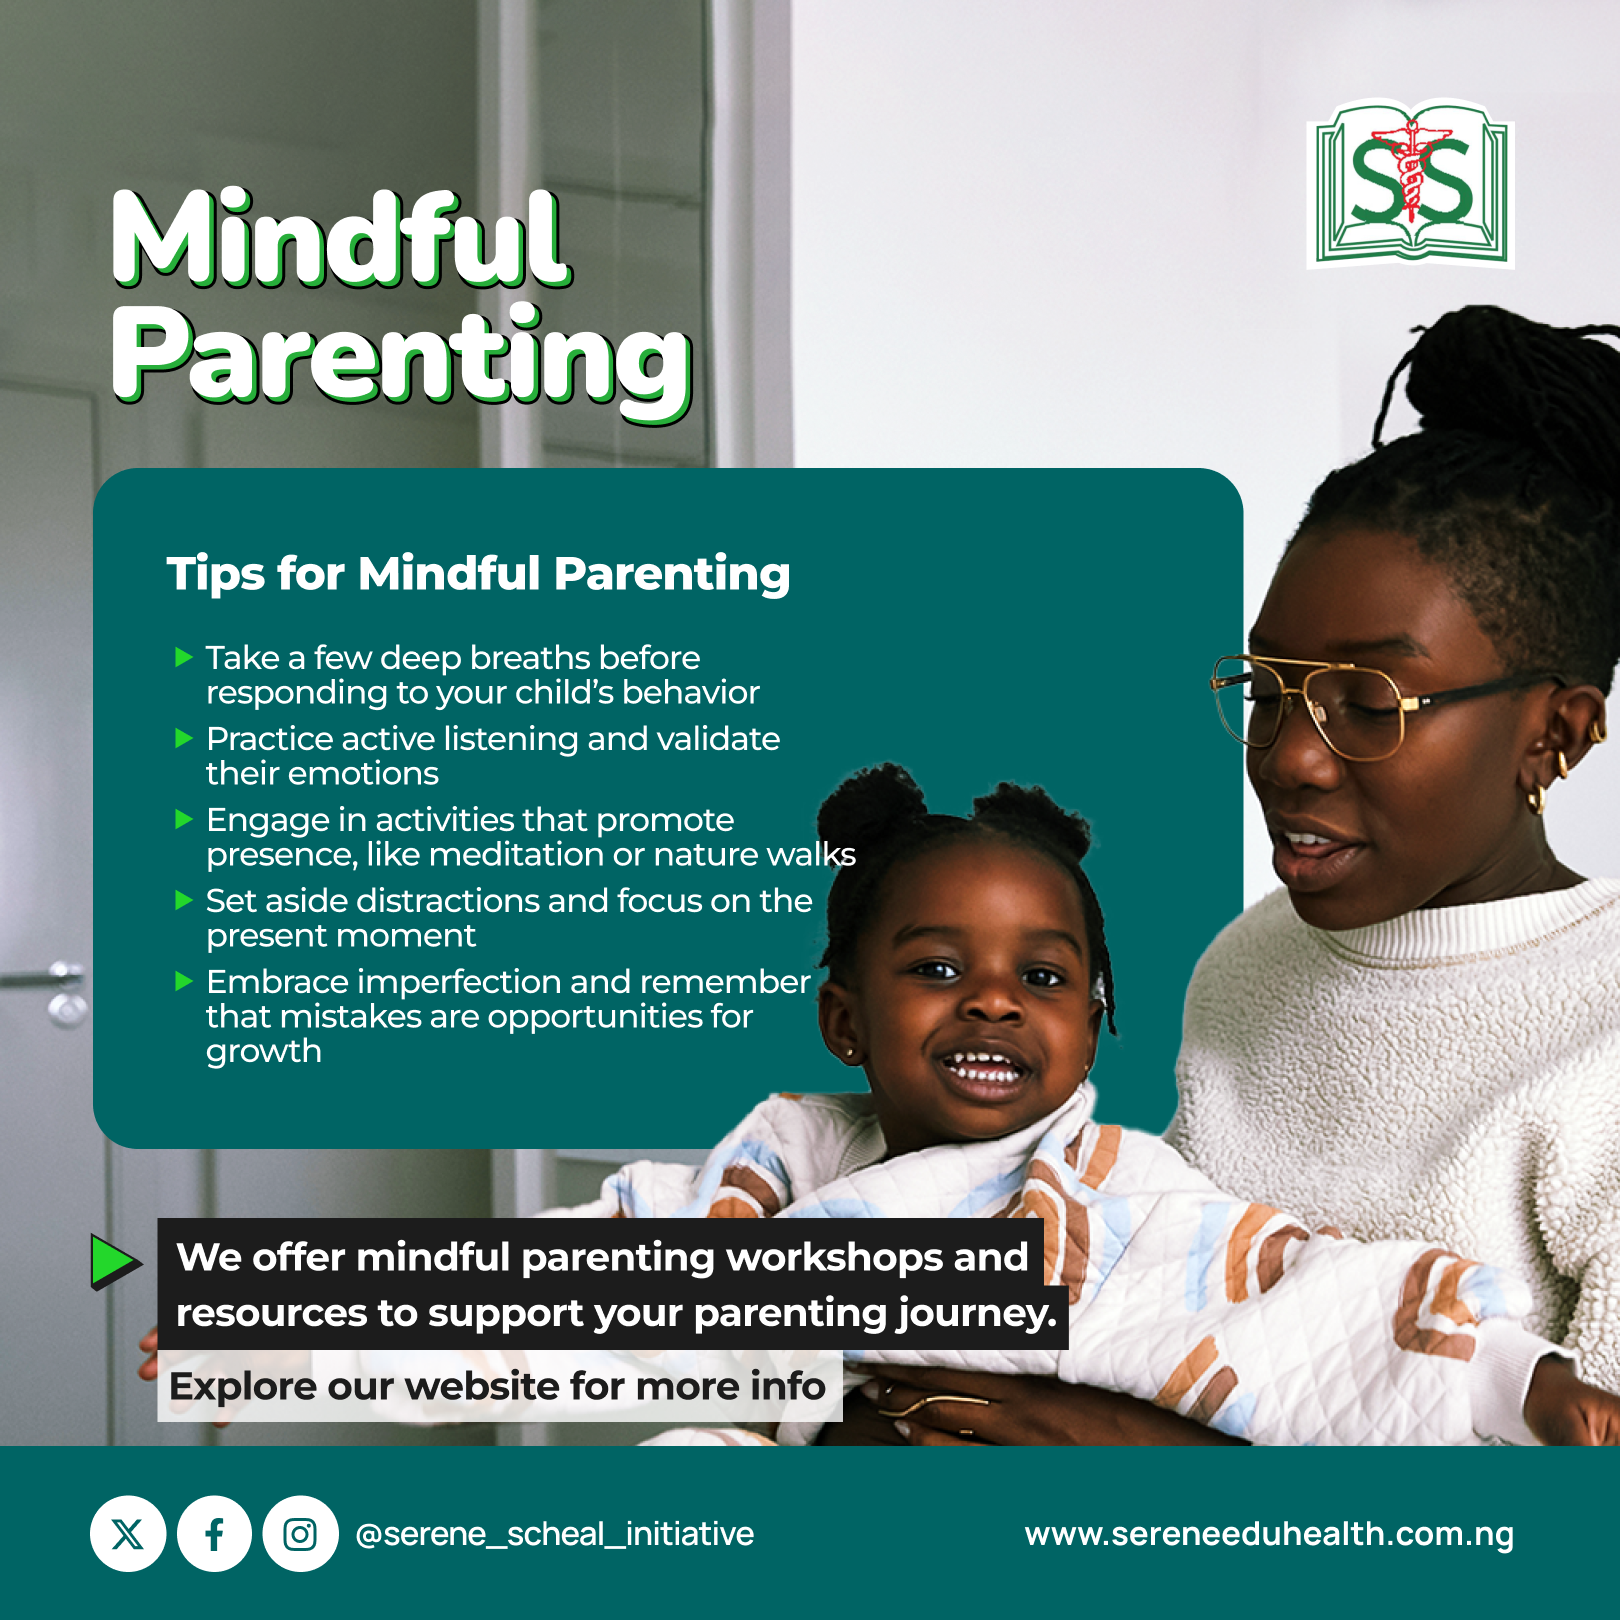 SS
Mindful
Parenting
Tips for Mindful Parenting
Take a few deep breaths before
responding to your child’s behavior
Practice active listening and validate
their emotions
Engage in activities that promote
presence, like meditation or nature walks
Set aside distractions and focus on the
present moment
Embrace imperfection and remember
that mistakes are opportunities for
growth
We offer mindful parenting workshops and
resources to support your parenting journey.
Explore our website for more info
@serene_scheal_initiative
www.sereneeduhealth.com.ng